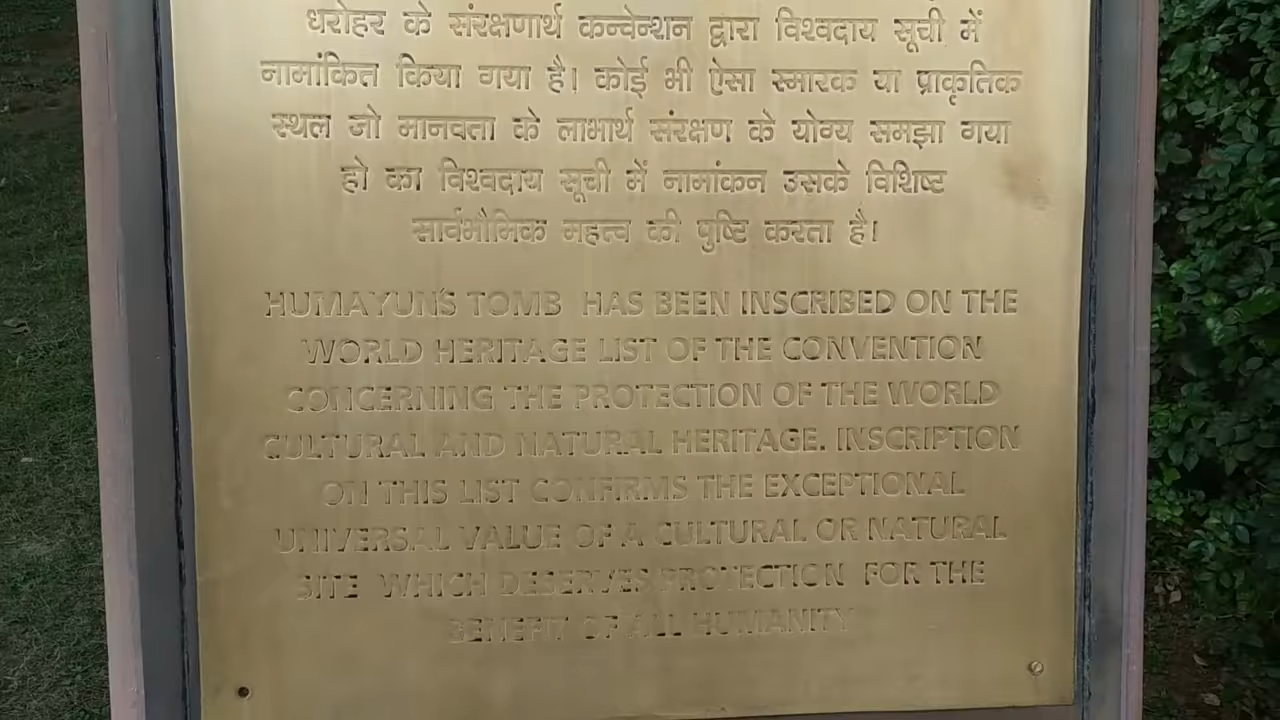 धरोहर के संरक्षणार्थ कन्वेन्शन द्वारा विश्वदाय सूची में
नामांकित किया गया है। कोई भी ऐसा स्मारक या प्राकृतिक
स्थल जो मानवता के लाभार्थ संरक्षण के योग्य समझा गया
हो का विश्वदाय सूची में नामांकन उसके विशिष्ट
सार्वभौमिक महत्त्व की पुष्टि करता है।
HUMAYUN'S TOMB HAS BEEN INSCRIBED ON THE
WORLD HERITAGE LIST OF THE CONVENTION
CONCERNING THE PROTECTION OF THE WORLD
CULTURAL AND NATURAL HERITAGE. INSCRIPTION
ON THIS LIST CONFIRMS THE EXCEPTIONAL
UNIVERSAL VALUE OF A CULTURAL OR NATURAL
SITE WHICH DESERVES PROTECTION FOR THE
BENEFIT OF ALL HUMANITY